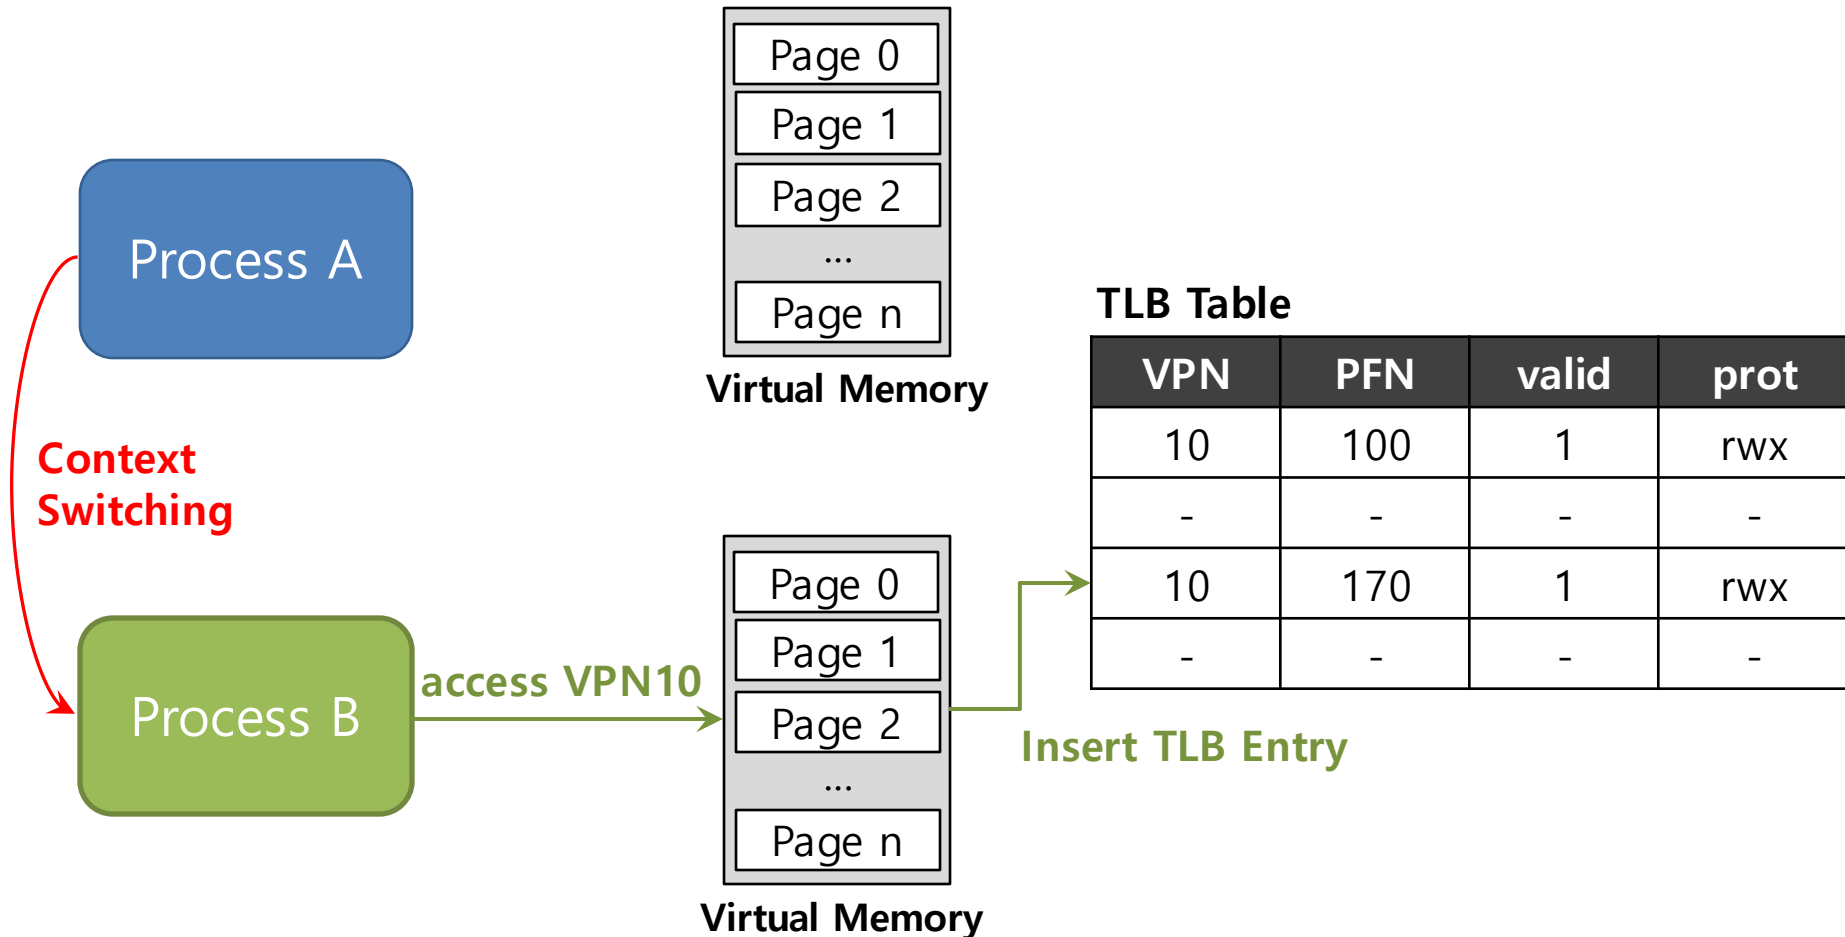 Page 0
Page 1
Page 2
...
Page n
Virtual Memory
Process A
Context
Switching
Process B
access VPN10
Page 0
Page 1
Page 2
...
Page n
Virtual Memory
Insert TLB Entry
TLB Table
VPN PFN valid prot
10 100 1 rwx
- - - -
10 170 1 rwx
- - - -